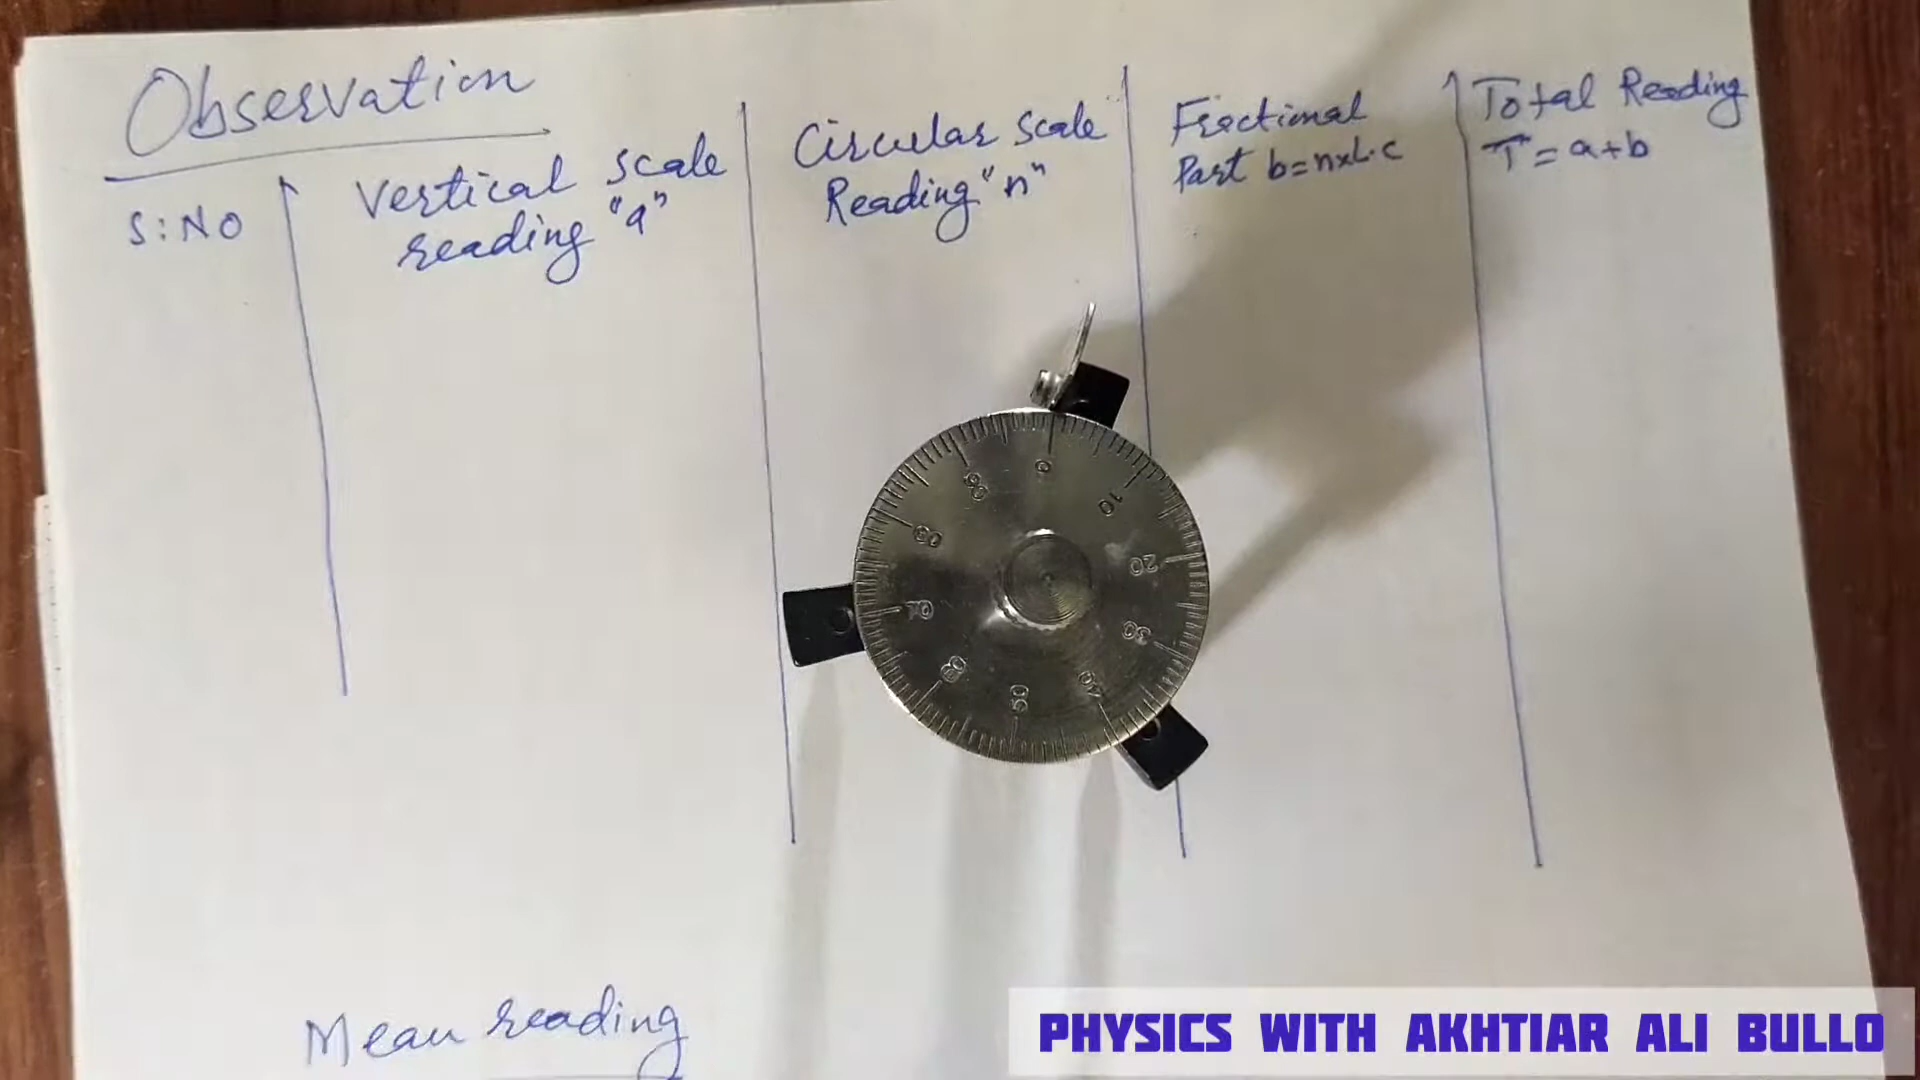 Observation
S:NO
Vertical scale
reading "a"
Circular scale
Reading "n"
Fractional
Part b=n×L.C
Total Reading
T=a+b
0
10
20
30
40
50
60
70
80
90
Mean reading
PHYSICS WITH AKHTIAR ALI BULLO